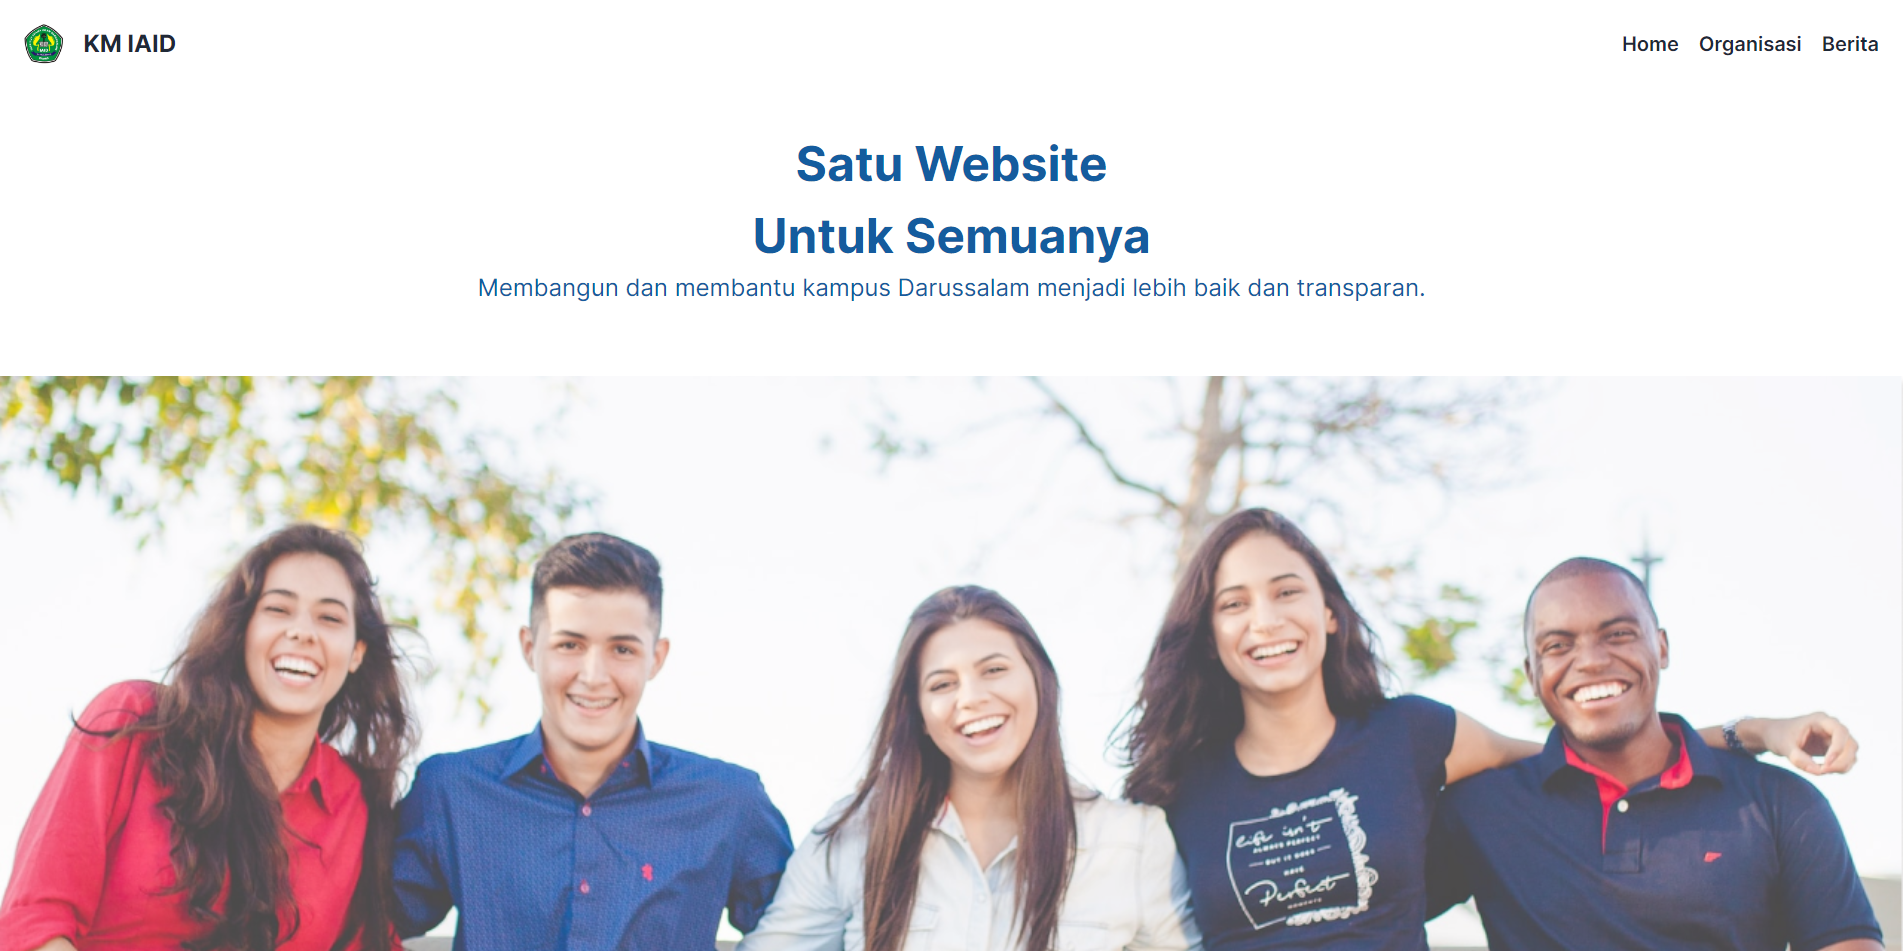 KM IAID
Home Organisasi Berita
Satu Website
Untuk Semuanya
Membangun dan membantu kampus Darussalam menjadi lebih baik dan transparan.
life isn't
ALWAYS PERFECT
BUT IT DOES
HAVE
Perfect
MOMENTS